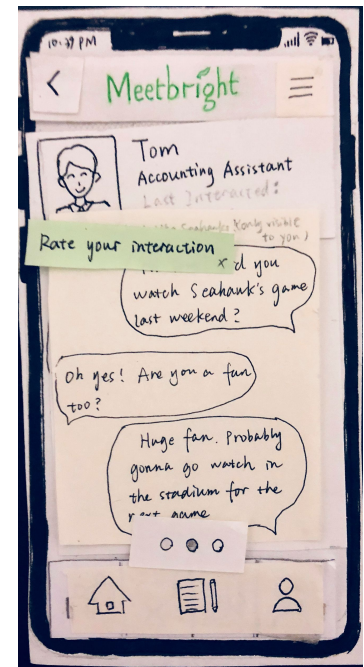 10:39 PM
Meetbright
Tom
Accounting Assistant
Last Interacted:
Seahawks (only visible
to you)
Rate your interaction
x
d you
watch Seahawk's game
last weekend?
Oh yes! Are you a fan
too?
Huge fan. Probably
gonna go watch in
the stadium for the
game